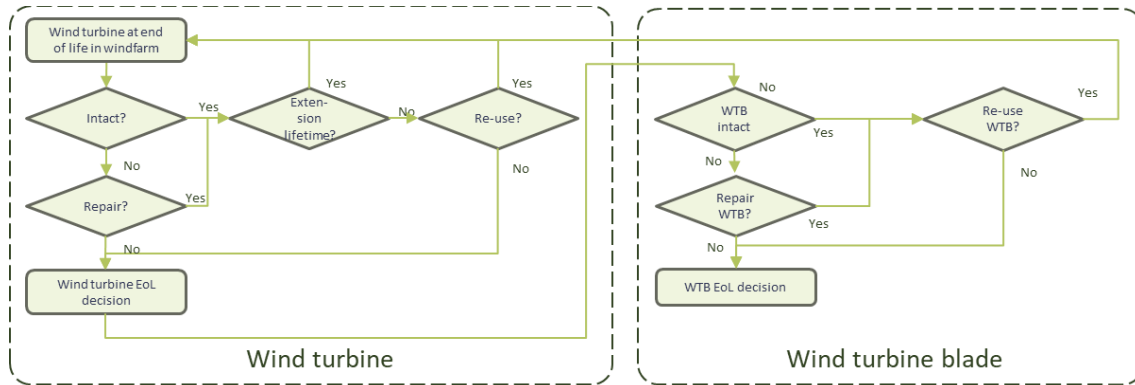 Wind turbine at end
of life in windfarm
Intact?
Yes
Exten-
sion
lifetime?
Yes
No
Re-use?
Yes
No
No
Repair?
Yes
No
Wind turbine EoL
decision
Wind turbine
No
WTB
intact
Yes
Re-use
WTB?
Yes
No
No
Repair
WTB?
Yes
No
WTB EoL decision
Wind turbine blade